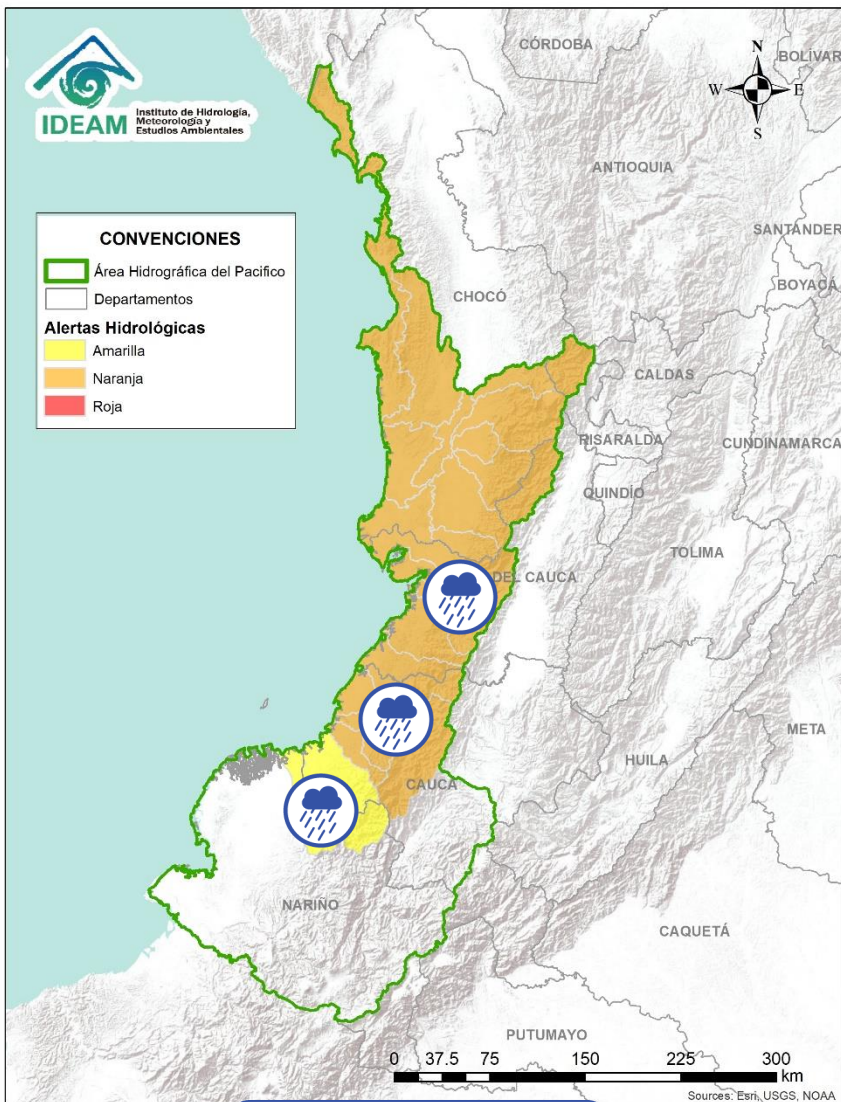 IDEAM
Instituto de Hidrología,
Meteorología y
Estudios Ambientales
CÓRDOBA
BOLÍVAR
N
W
E
S
ANTIOQUIA
SANTANDER
BOYACÁ
CONVENCIONES
Área Hidrográfica del Pacifico
Departamentos
Alertas Hidrológicas
Amarilla
Naranja
Roja
CHOCÓ
CALDAS
RISARALDA
CUNDINAMARCA
QUINDÍO
TOLIMA
DEL CAUCA
META
HUILA
CAUCA
NARIÑO
CAQUETÁ
PUTUMAYO
0 37.5 75 150 225 300
km
Sources: Esri, USGS, NOAA